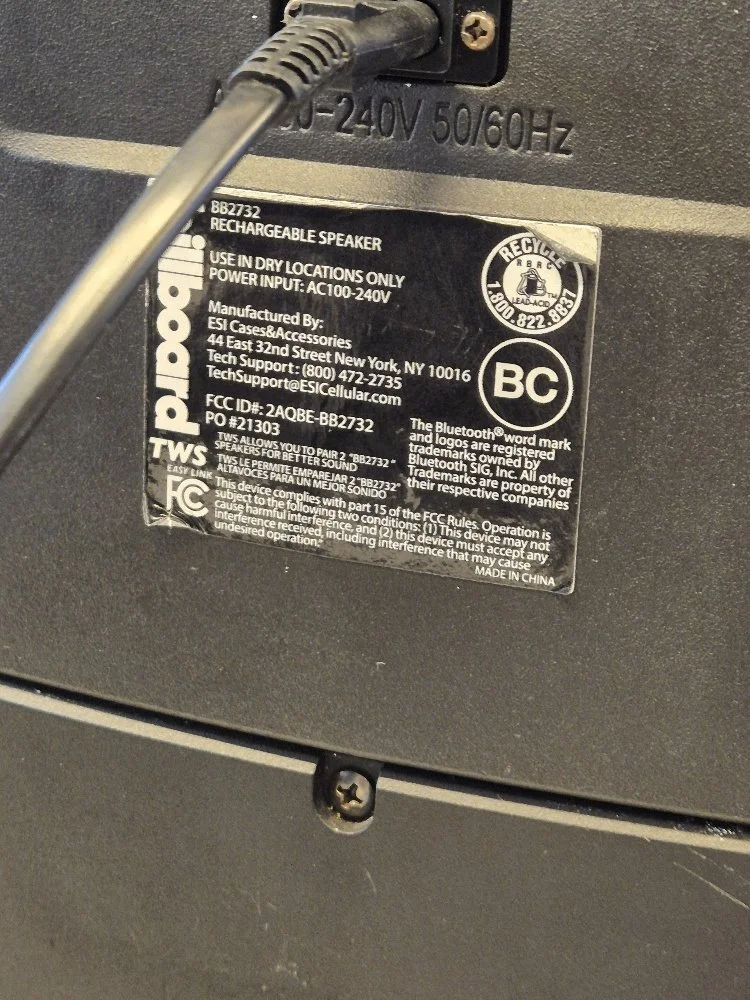 -240V 50/60Hz
BB2732
RECHARGEABLE SPEAKER
USE IN DRY LOCATIONS ONLY
POWER INPUT: AC100-240V
Manufactured By:
ESI Cases&Accessories
44 East 32nd Street New York, NY 10016
Tech Support: (800) 472-2735
TechSupport@ESICellular.com
FCC ID#: 2AQBE-BB2732
PO #21303
TWS ALLOWS YOU TO PAIR 2 "BB2732"
SPEAKERS FOR BETTER SOUND
TWS LE PERMITE EMPAREJAR 2 "BB2732"
ALTAVOCES PARA UN MEJOR SONIDO
illboard
TWS
EASY LINK
FC
RECYCLE
RBRC
LEAD-ACID
TM
1.800.822.8837
BC
The Bluetooth® word mark
and logos are registered
trademarks owned by
Bluetooth SIG, Inc. All other
Trademarks are property of
their respective companies
This device complies with part 15 of the FCC Rules. Operation is
subject to the following two conditions: (1) This device may not
cause harmful interference, and (2) this device must accept any
interference received, including interference that may cause
undesired operation.
MADE IN CHINA